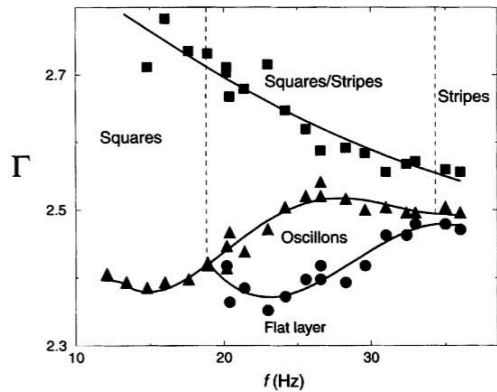 2.7
Squares/Stripes
Stripes
Squares
Γ
2.5
Oscillons
Flat layer
2.3
10 20 30
f (Hz)